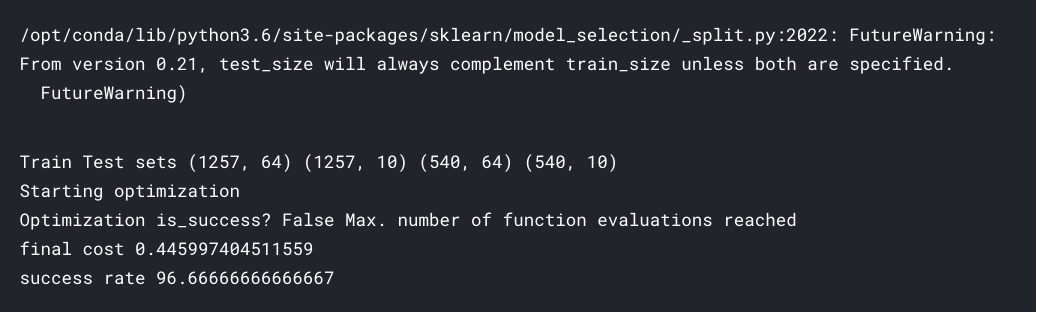 /opt/conda/lib/python3.6/site-packages/sklearn/model_selection/_split.py:2022: FutureWarning:
From version 0.21, test_size will always complement train_size unless both are specified.
  FutureWarning)
Train Test sets (1257, 64) (1257, 10) (540, 64) (540, 10)
Starting optimization
Optimization is_success? False Max. number of function evaluations reached
final cost 0.445997404511559
success rate 96.66666666666667